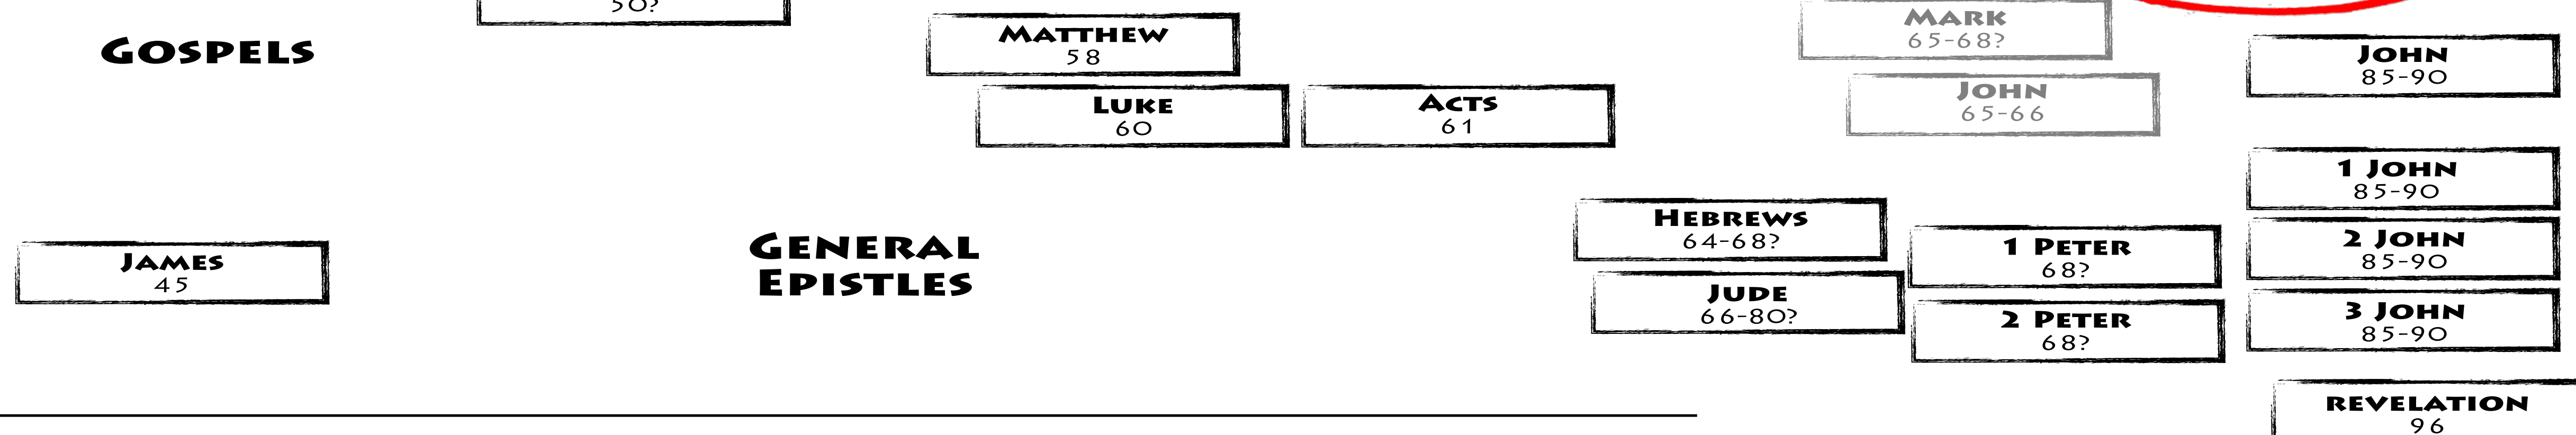 50?
GOSPELS
MATTHEW
58
LUKE
60
ACTS
61
MARK
65-68?
JOHN
65-66
JOHN
85-90
JAMES
45
GENERAL
EPISTLES
HEBREWS
64-68?
JUDE
66-80?
1 PETER
68?
2 PETER
68?
1 JOHN
85-90
2 JOHN
85-90
3 JOHN
85-90
REVELATION
96